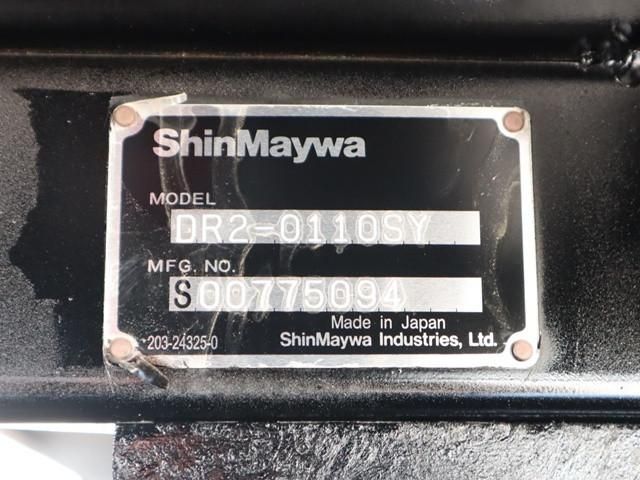 ShinMaywa
MODEL
DR2-0110SY
MFG. NO.
S00775094
Made in Japan
203-24325-0 ShinMaywa Industries, Ltd.